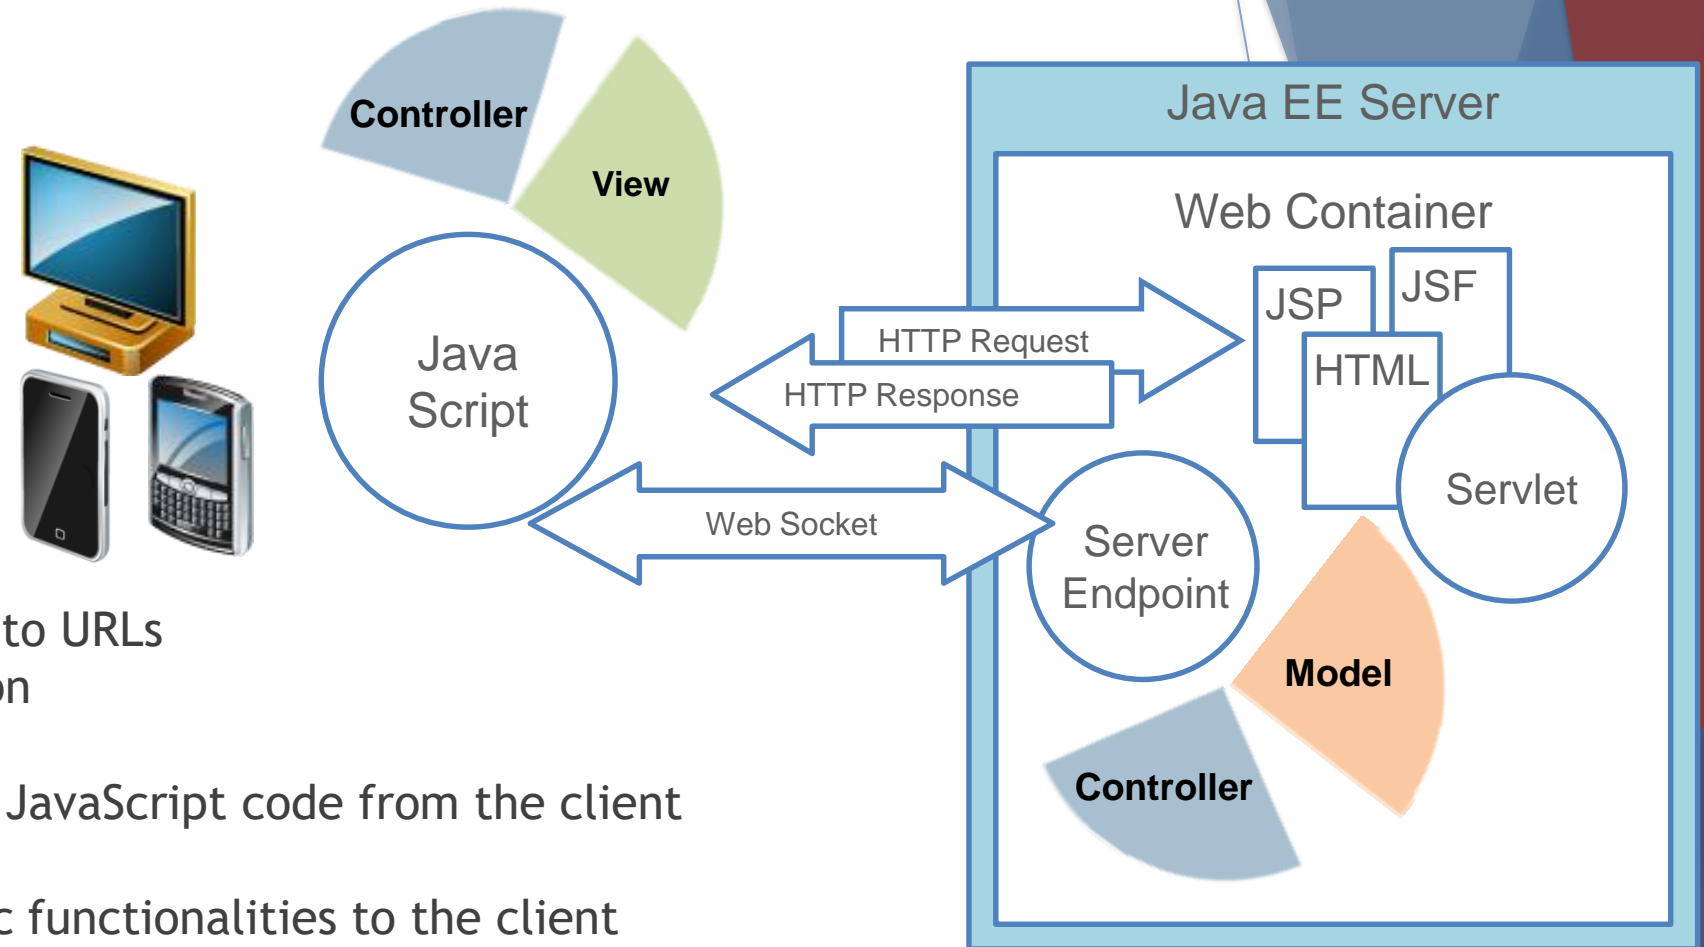 Java EE Server
Controller
View
Web Container
JSP
JSF
HTML
Servlet
HTTP Request
HTTP Response
Java
Script
Web Socket
Server
Endpoint
Model
Controller
to URLs
on
JavaScript code from the client
c functionalities to the client